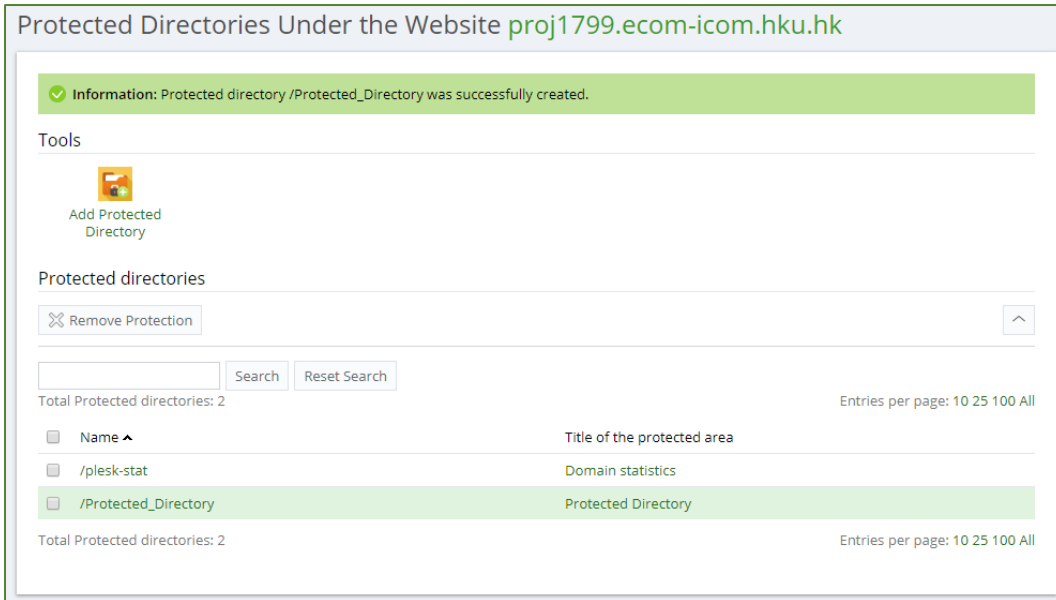 Protected Directories Under the Website proj1799.ecom-icom.hku.hk
Information: Protected directory /Protected_Directory was successfully created.
Tools
Add Protected
Directory
Protected directories
Remove Protection
Search Reset Search
Total Protected directories: 2 Entries per page: 10 25 100 All
Name Title of the protected area
/plesk-stat Domain statistics
/Protected_Directory Protected Directory
Total Protected directories: 2 Entries per page: 10 25 100 All